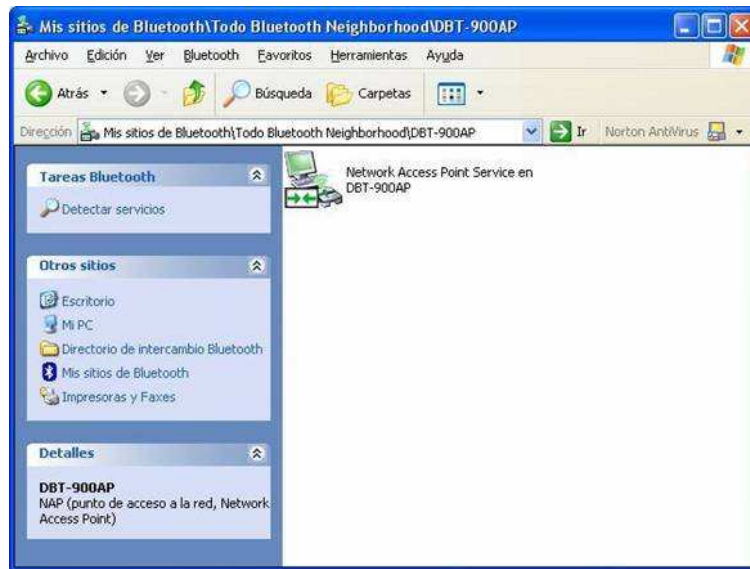 Mis sitios de Bluetooth\Todo Bluetooth Neighborhood\DBT-900AP
Archivo Edición Ver Bluetooth Favoritos Herramientas Ayuda
Atrás Búsqueda Carpetas
Dirección Mis sitios de Bluetooth\Todo Bluetooth Neighborhood\DBT-900AP Ir Norton AntiVirus
Tareas Bluetooth
Detectar servicios
Otros sitios
Escritorio
Mi PC
Directorio de intercambio Bluetooth
Mis sitios de Bluetooth
Impresoras y Faxes
Detalles
DBT-900AP
NAP (punto de acceso a la red, Network
Access Point)
Network Access Point Service en
DBT-900AP